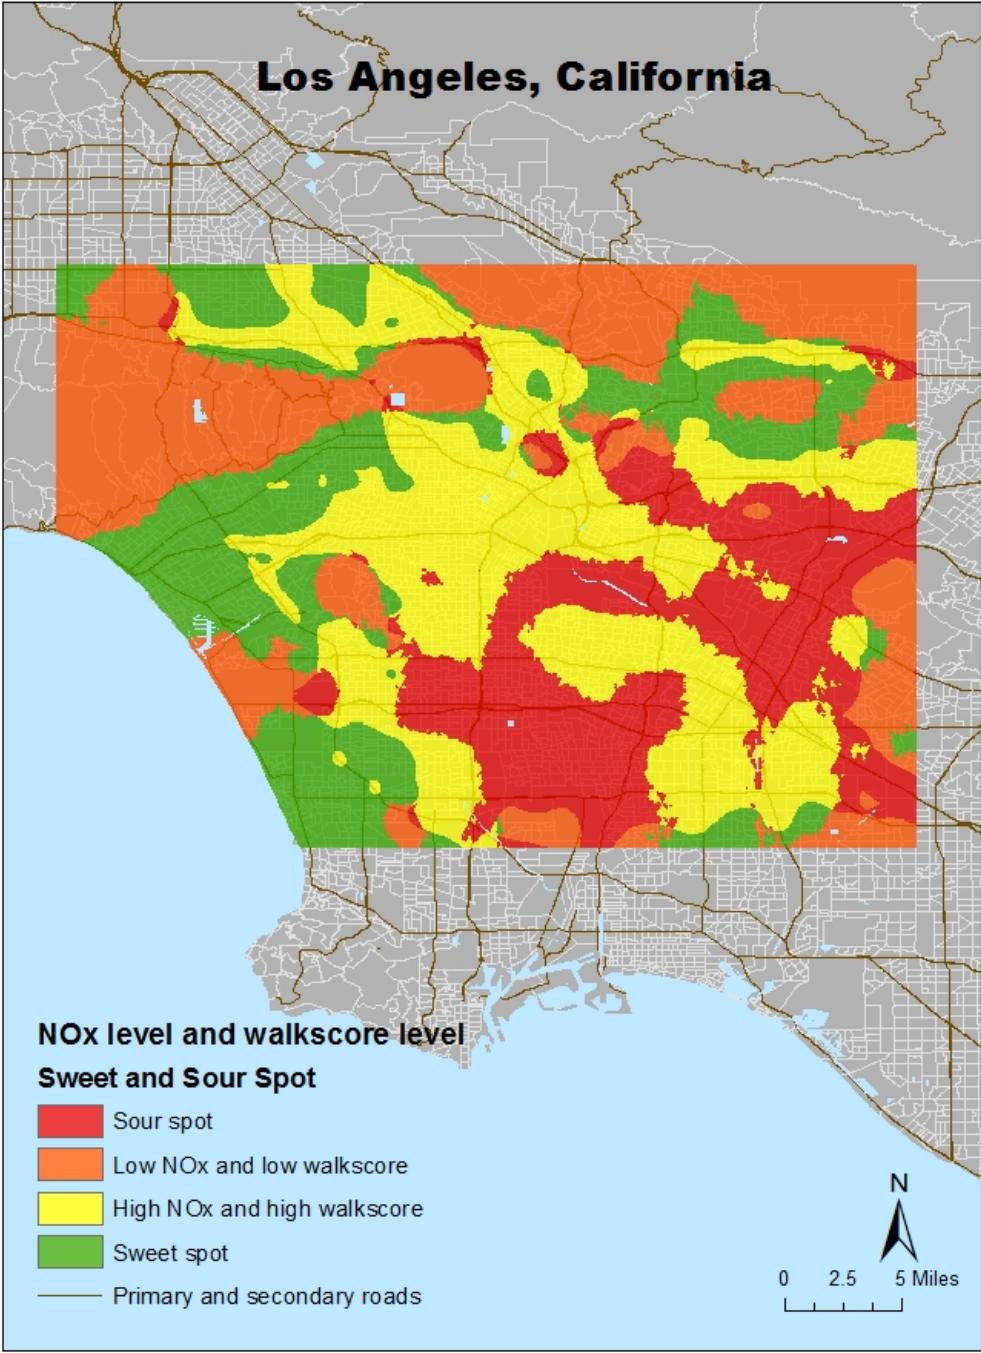 Los Angeles, California
NOx level and walkscore level
Sweet and Sour Spot
Sour spot
Low NOx and low walkscore
High NOx and high walkscore
Sweet spot
Primary and secondary roads
N
0 2.5 5 Miles